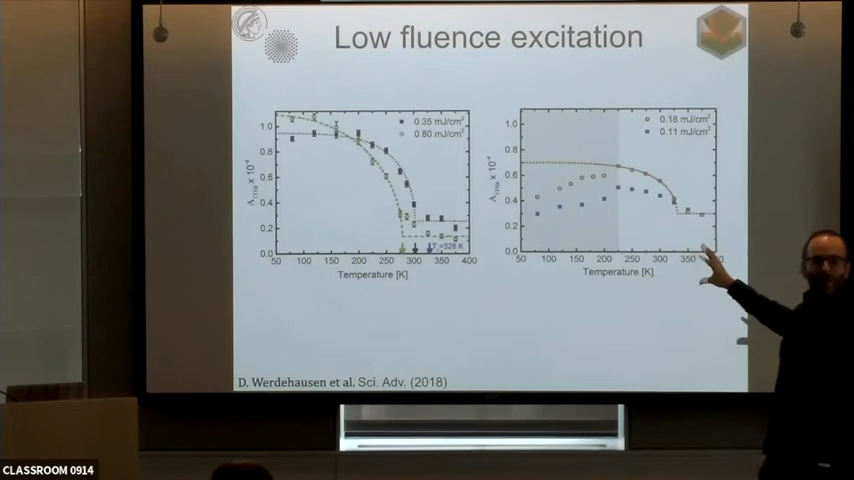 Low fluence excitation
0.35 mJ/cm²
0.80 mJ/cm²
1.0
0.8
0.6
0.4
0.2
0.0
T꜀=328 K
50 100 150 200 250 300 350 400
Temperature [K]
0.18 mJ/cm²
0.11 mJ/cm²
1.0
0.8
0.6
0.4
0.2
0.0
50 100 150 200 250 300 350
Temperature [K]
D. Werdehausen et al. Sci. Adv. (2018)
CLASSROOM 0914